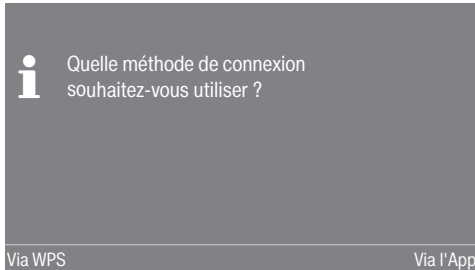 Quelle méthode de connexion
souhaitez-vous utiliser ?
Via WPS
Via l'App